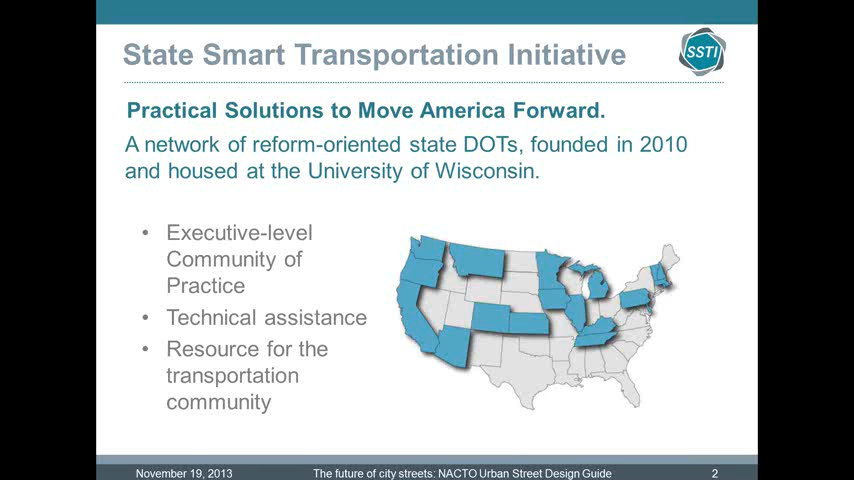 State Smart Transportation Initiative
SSTI
Practical Solutions to Move America Forward.
A network of reform-oriented state DOTs, founded in 2010
and housed at the University of Wisconsin.
• Executive-level
Community of
Practice
• Technical assistance
• Resource for the
transportation
community
November 19, 2013
The future of city streets: NACTO Urban Street Design Guide
2